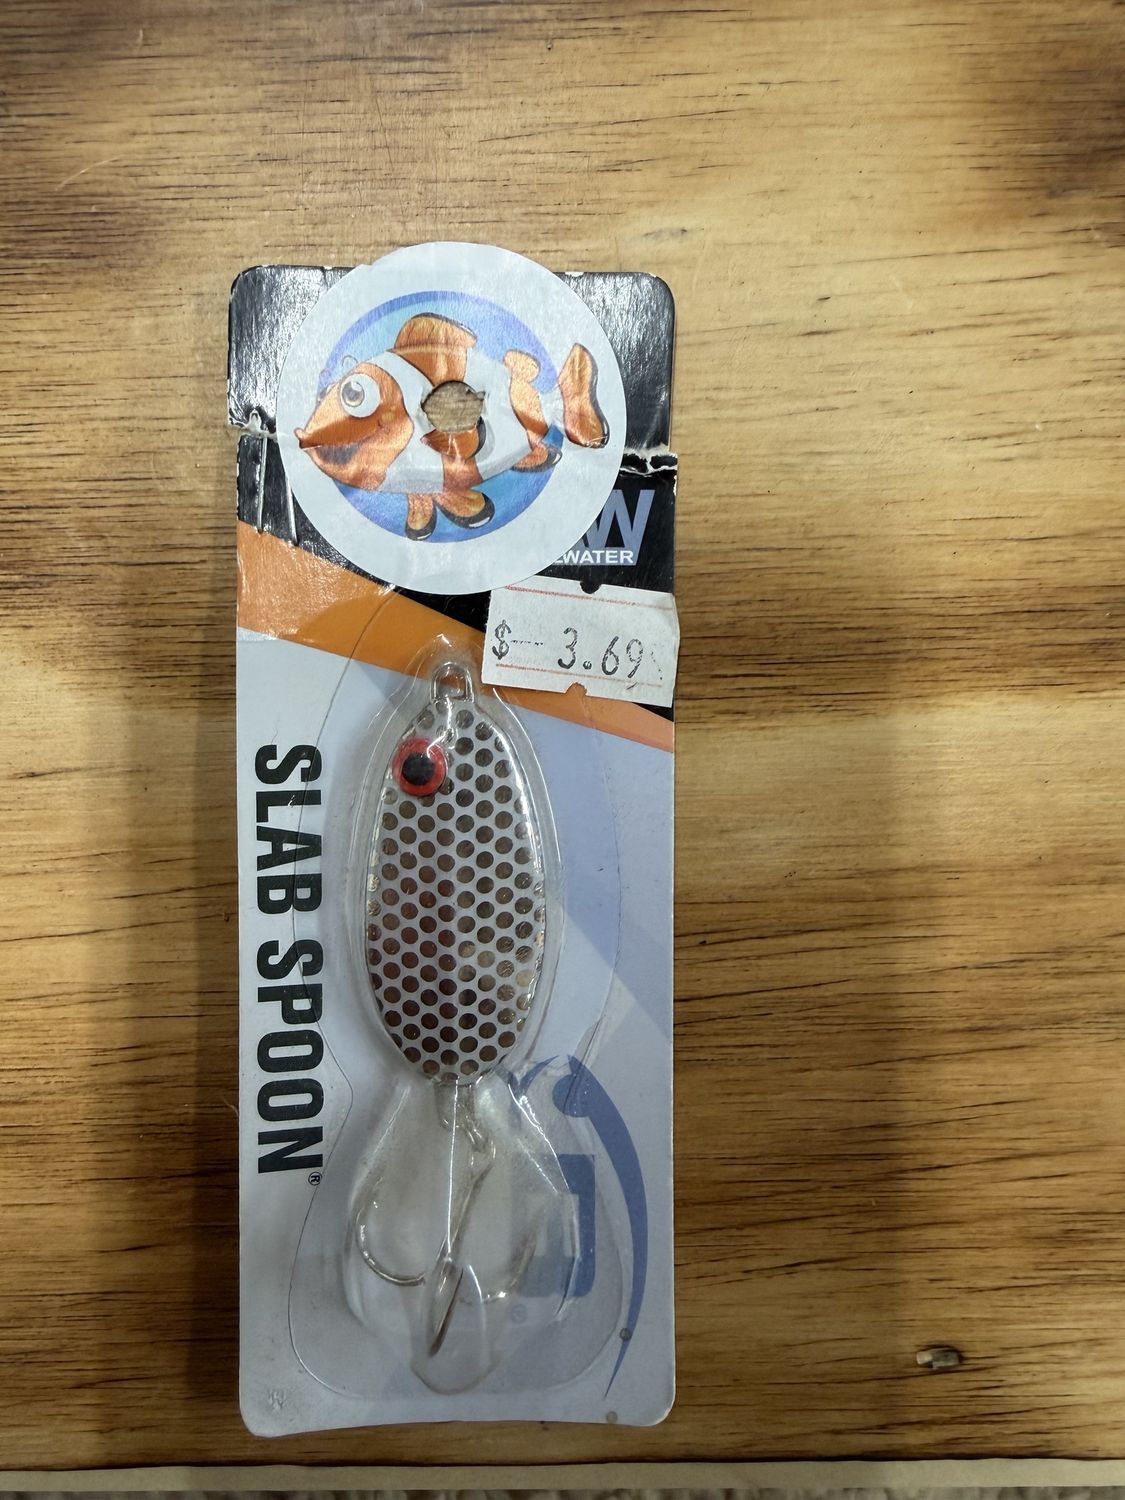 W
WATER
$ 3.69
SLAB SPOON®